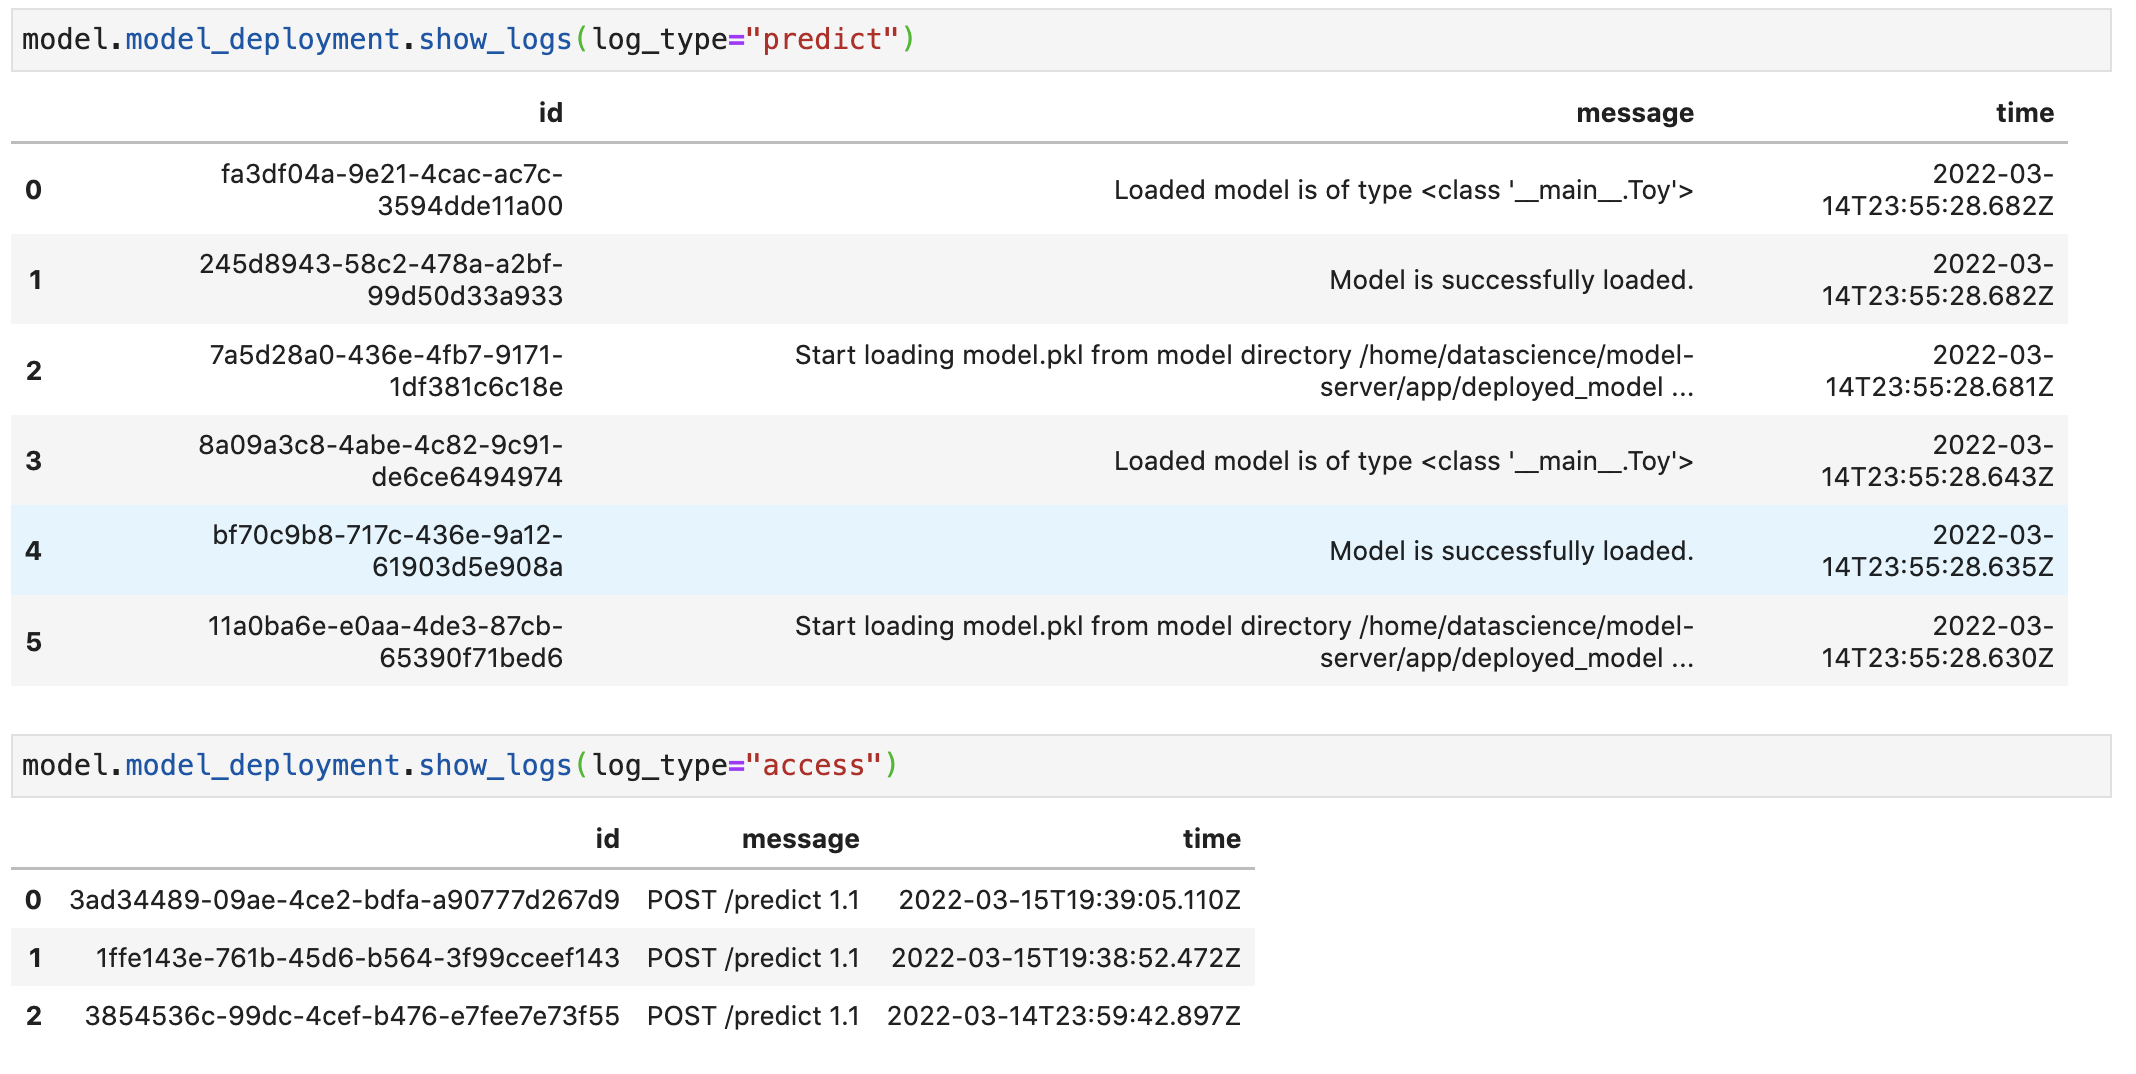 model.model_deployment.show_logs(log_type="predict")
id message time
0 fa3df04a-9e21-4cac-ac7c-3594dde11a00 Loaded model is of type <class '__main__.Toy'> 2022-03-14T23:55:28.682Z
1 245d8943-58c2-478a-a2bf-99d50d33a933 Model is successfully loaded. 2022-03-14T23:55:28.682Z
2 7a5d28a0-436e-4fb7-9171-1df381c6c18e Start loading model.pkl from model directory /home/datascience/model-server/app/deployed_model ... 2022-03-14T23:55:28.681Z
3 8a09a3c8-4abe-4c82-9c91-de6ce6494974 Loaded model is of type <class '__main__.Toy'> 2022-03-14T23:55:28.643Z
4 bf70c9b8-717c-436e-9a12-61903d5e908a Model is successfully loaded. 2022-03-14T23:55:28.635Z
5 11a0ba6e-e0aa-4de3-87cb-65390f71bed6 Start loading model.pkl from model directory /home/datascience/model-server/app/deployed_model ... 2022-03-14T23:55:28.630Z
model.model_deployment.show_logs(log_type="access")
id message time
0 3ad34489-09ae-4ce2-bdfa-a90777d267d9 POST /predict 1.1 2022-03-15T19:39:05.110Z
1 1ffe143e-761b-45d6-b564-3f99cceef143 POST /predict 1.1 2022-03-15T19:38:52.472Z
2 3854536c-99dc-4cef-b476-e7fee7e73f55 POST /predict 1.1 2022-03-14T23:59:42.897Z